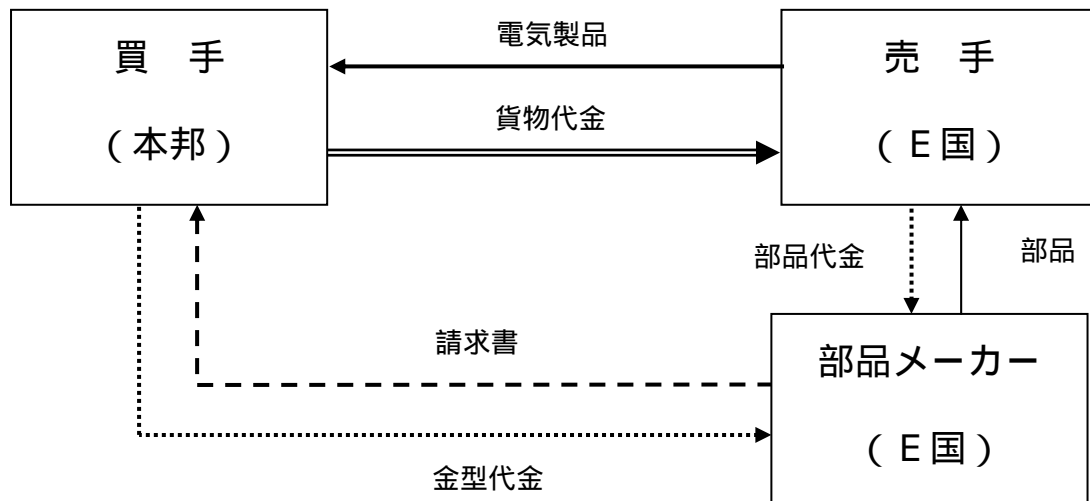 電気製品
買 手
(本邦)
売 手
(E国)
貨物代金
部品代金
部品
請求書
部品メーカー
(E国)
金型代金